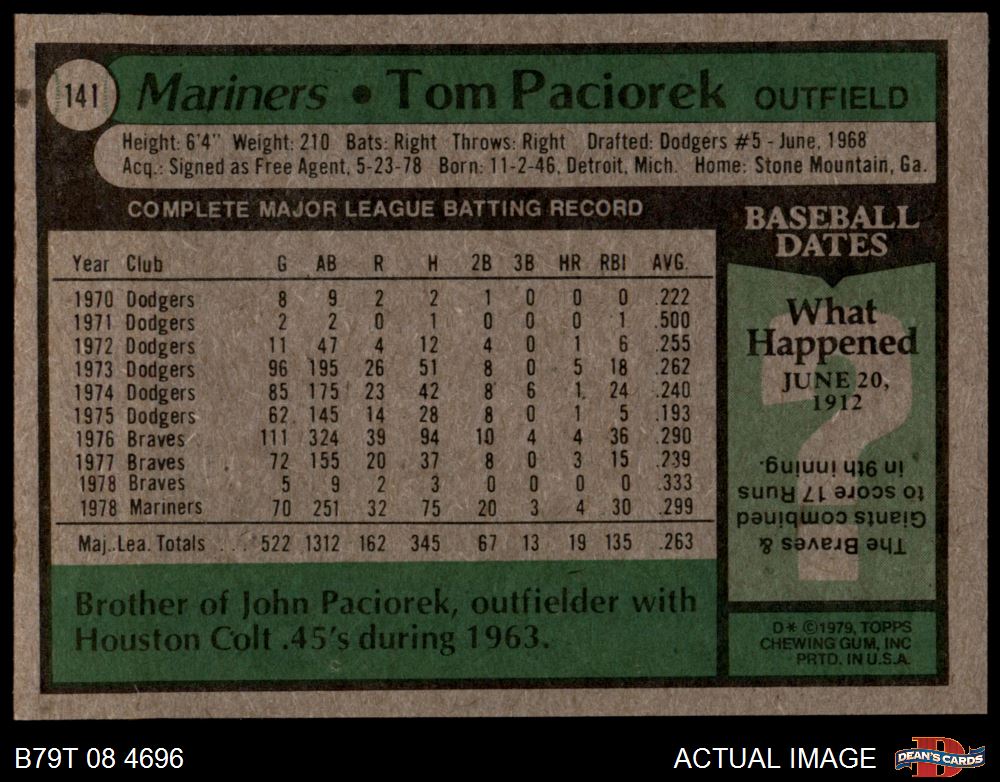 141 Mariners • Tom Paciorek OUTFIELD
Height: 6'4" Weight: 210 Bats: Right Throws: Right Drafted: Dodgers #5 - June, 1968
Acq.: Signed as Free Agent, 5-23-78 Born: 11-2-46, Detroit, Mich. Home: Stone Mountain, Ga.
COMPLETE MAJOR LEAGUE BATTING RECORD
Year Club G AB R H 2B 3B HR RBI AVG.
1970 Dodgers 8 9 2 2 1 0 0 0 .222
1971 Dodgers 2 2 0 1 0 0 0 1 .500
1972 Dodgers 11 47 4 12 4 0 1 6 .255
1973 Dodgers 96 195 26 51 8 0 5 18 .262
1974 Dodgers 85 175 23 42 8 6 1 24 .240
1975 Dodgers 62 145 14 28 8 0 1 5 .193
1976 Braves 111 324 39 94 10 4 4 36 .290
1977 Braves 72 155 20 37 8 0 3 15 .239
1978 Braves 5 9 2 3 0 0 0 0 .333
1978 Mariners 70 251 32 75 20 3 4 30 .299
Maj. Lea. Totals . . . 522 1312 162 345 67 13 19 135 .263
Brother of John Paciorek, outfielder with
Houston Colt .45's during 1963.
BASEBALL
DATES
What
Happened
JUNE 20,
1912
?
The Braves &
Giants combined
to score 17 Runs
in 9th inning.
D* ©1979, TOPPS
CHEWING GUM, INC
PRTD. IN U.S.A.
B79T 08 4696
ACTUAL IMAGE
D
DEAN'S CARDS